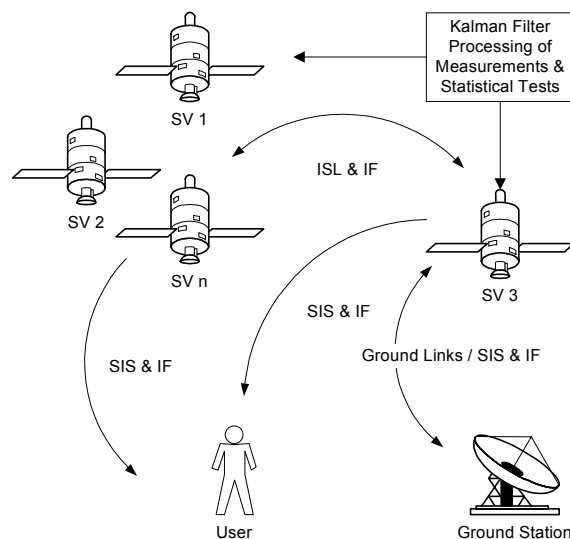 Kalman Filter
Processing of
Measurements &
Statistical Tests
SV 1
ISL & IF
SV 2
SV n
SV 3
SIS & IF
Ground Links / SIS & IF
SIS & IF
User
Ground Station